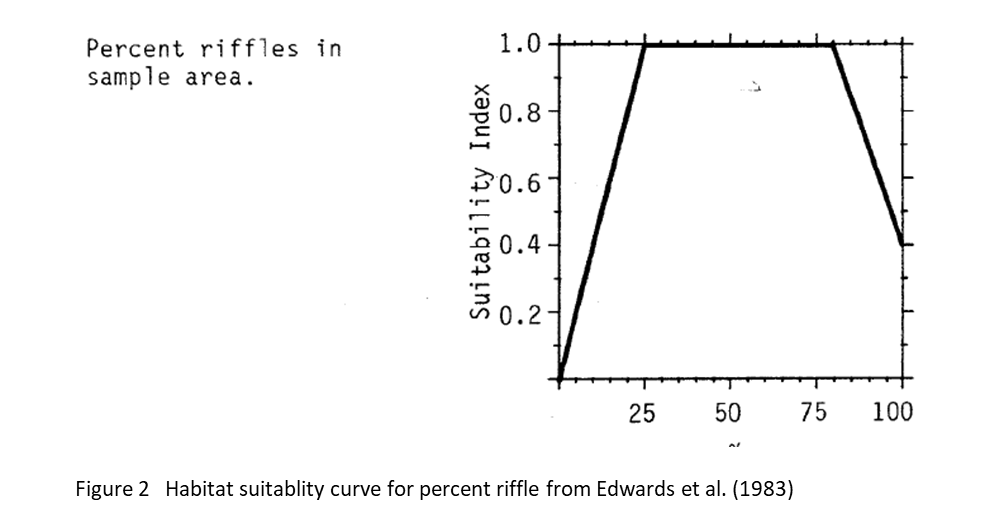 Percent riffles in
sample area.
Suitability Index
1.0
0.8
0.6
0.4
0.2
25 50 75 100
Figure 2 Habitat suitablity curve for percent riffle from Edwards et al. (1983)